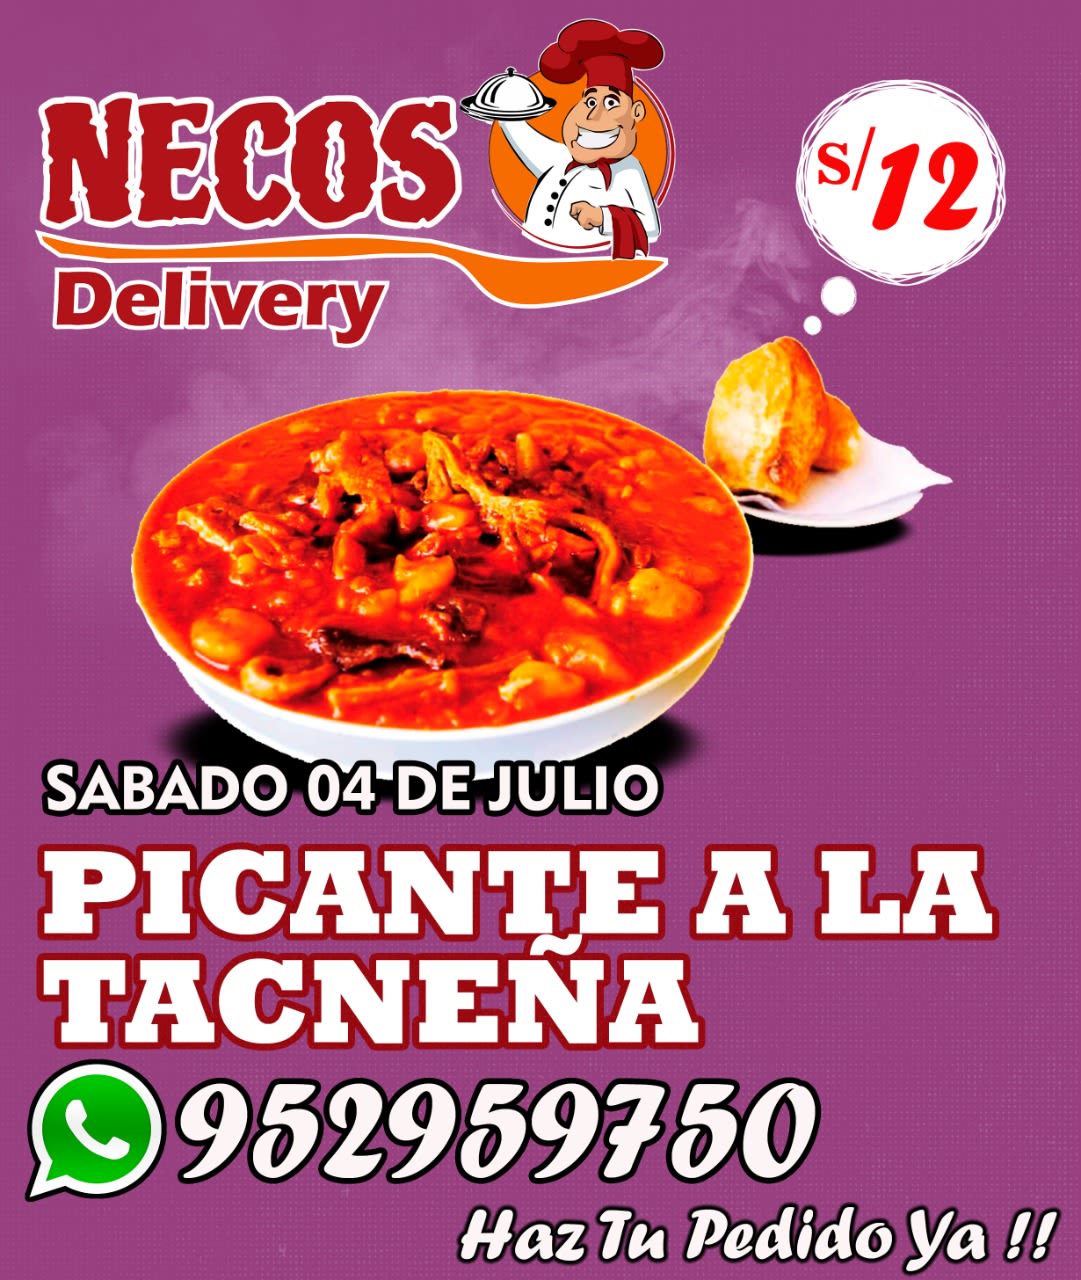 NECOS
Delivery
S/12
SABADO 04 DE JULIO
PICANTE A LA
TACNEÑA
952959750
Haz Tu Pedido Ya !!